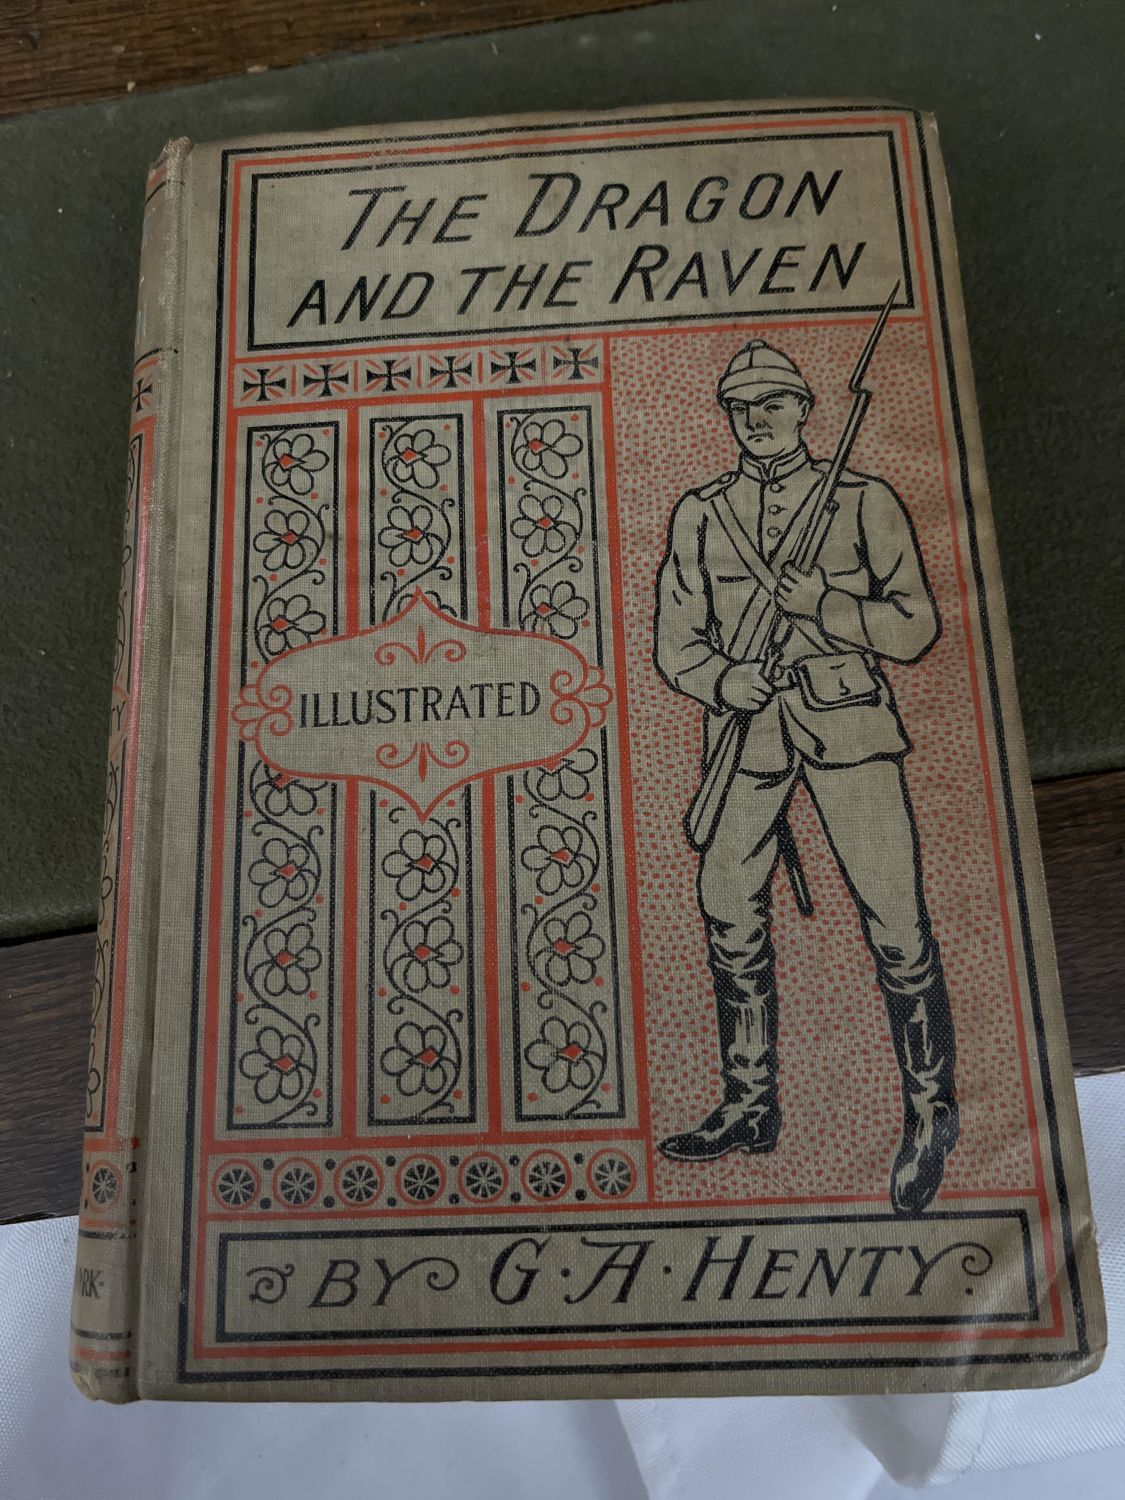 THE DRAGON
AND THE RAVEN
ILLUSTRATED
BY G. A. HENTY.